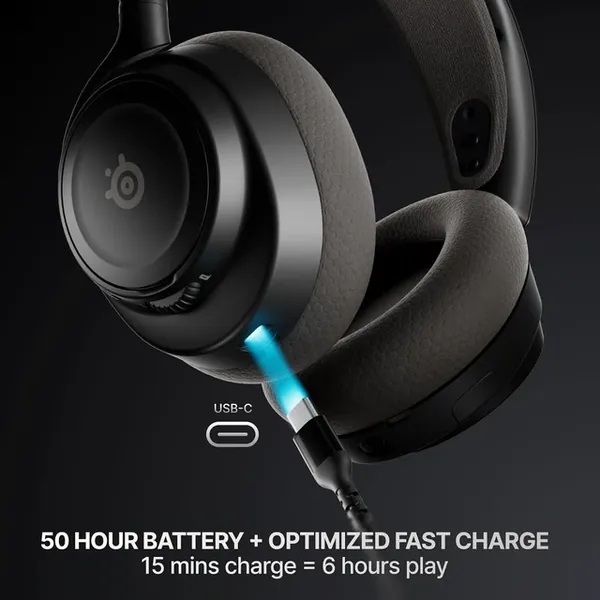 USB-C
50 HOUR BATTERY + OPTIMIZED FAST CHARGE
15 mins charge = 6 hours play